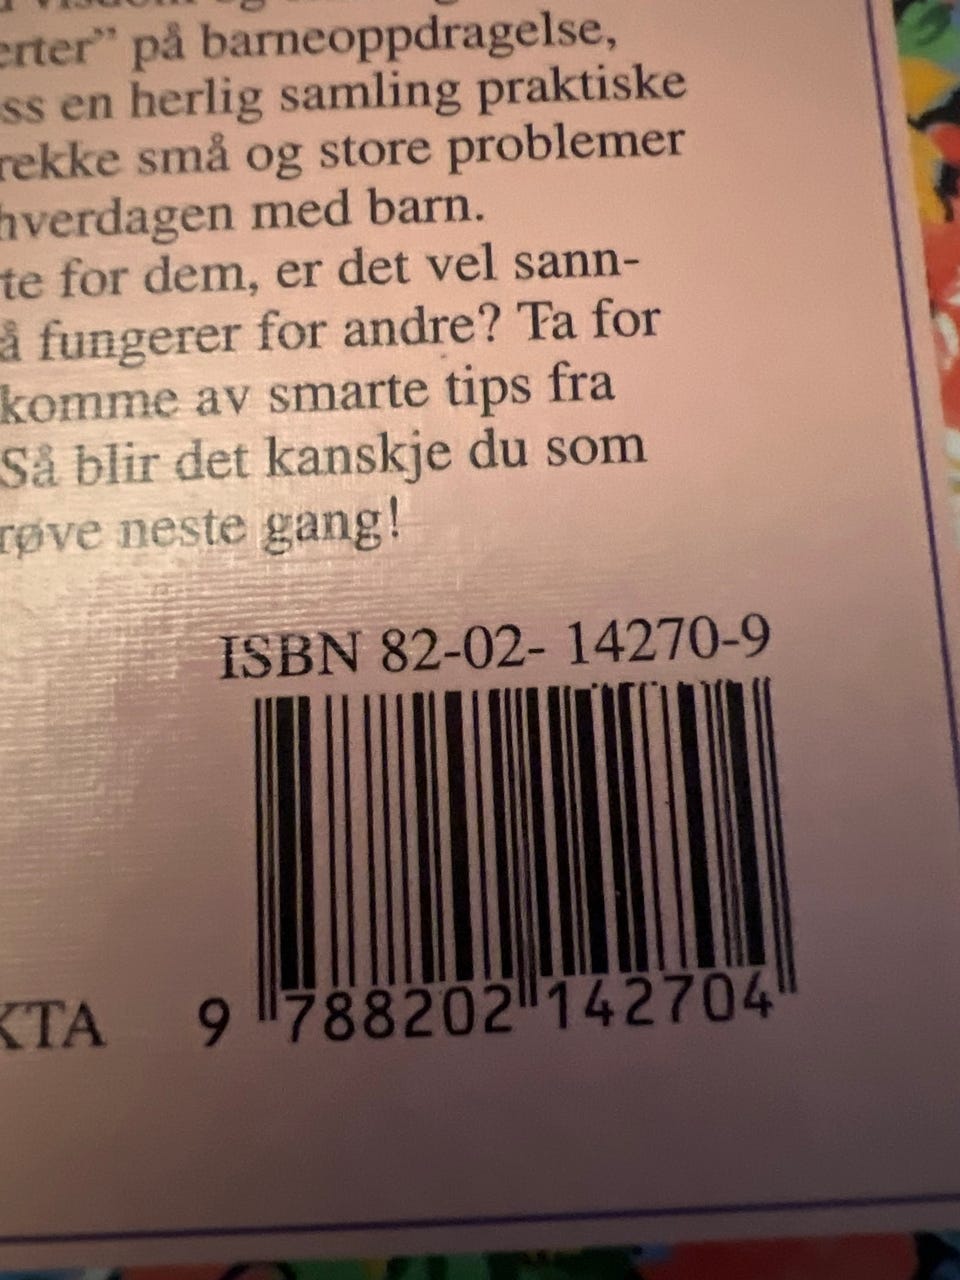 erter” på barneoppdragelse,
ss en herlig samling praktiske
rekke små og store problemer
hverdagen med barn.
te for dem, er det vel sann-
å fungerer for andre? Ta for
komme av smarte tips fra
Så blir det kanskje du som
røve neste gang!
ISBN 82-02- 14270-9
KTA 9 788202 142704